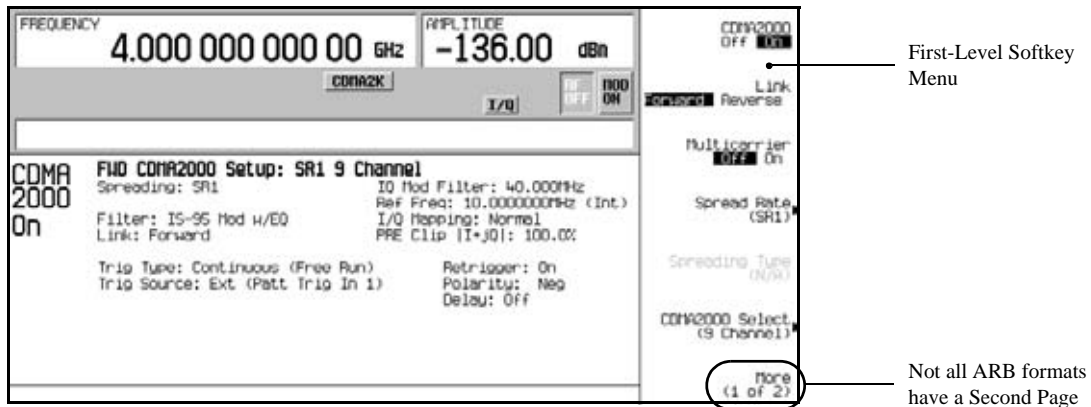 FREQUENCY
4.000 000 000 00 GHz
AMPLITUDE
-136.00 dBm
CDMA2K
I/Q
RF OFF
MOD ON
CDMA 2000 On
FWD CDMA2000 Setup: SR1 9 Channel
Spreading: SR1
IQ Mod Filter: 40.000MHz
Ref Freq: 10.0000000MHz (Int)
Filter: IS-95 Mod w/EQ
I/Q Mapping: Normal
Link: Forward
PRE Clip |I+jQ|: 100.0%
Trig Type: Continuous (Free Run)
Retrigger: On
Trig Source: Ext (Patt Trig In 1)
Polarity: Neg
Delay: Off
CDMA2000
Off On
Link
Forward Reverse
Multicarrier
Off On
Spread Rate
(SR1)
Spreading Type
(N/A)
CDMA2000 Select
(9 Channel)
More
(1 of 2)
First-Level Softkey
Menu
Not all ARB formats
have a Second Page